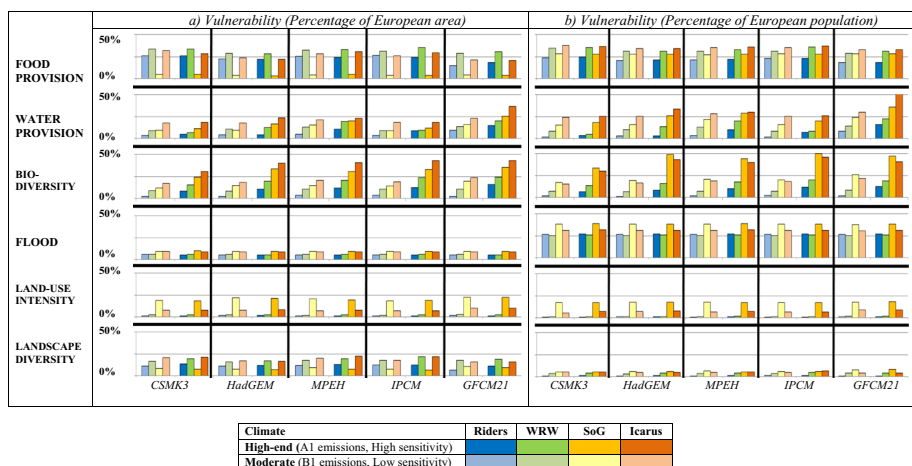 a) Vulnerability (Percentage of European area)
b) Vulnerability (Percentage of European population)
FOOD
PROVISION
50%
0%
WATER
PROVISION
50%
0%
BIO-
DIVERSITY
50%
0%
FLOOD
50%
0%
LAND-USE
INTENSITY
50%
0%
LANDSCAPE
DIVERSITY
50%
0%
CSMK3 HadGEM MPEH IPCM GFCM21
CSMK3 HadGEM MPEH IPCM GFCM21
Climate Riders WRW SoG Icarus
High-end (A1 emissions, High sensitivity)
Moderate (B1 emissions, Low sensitivity)